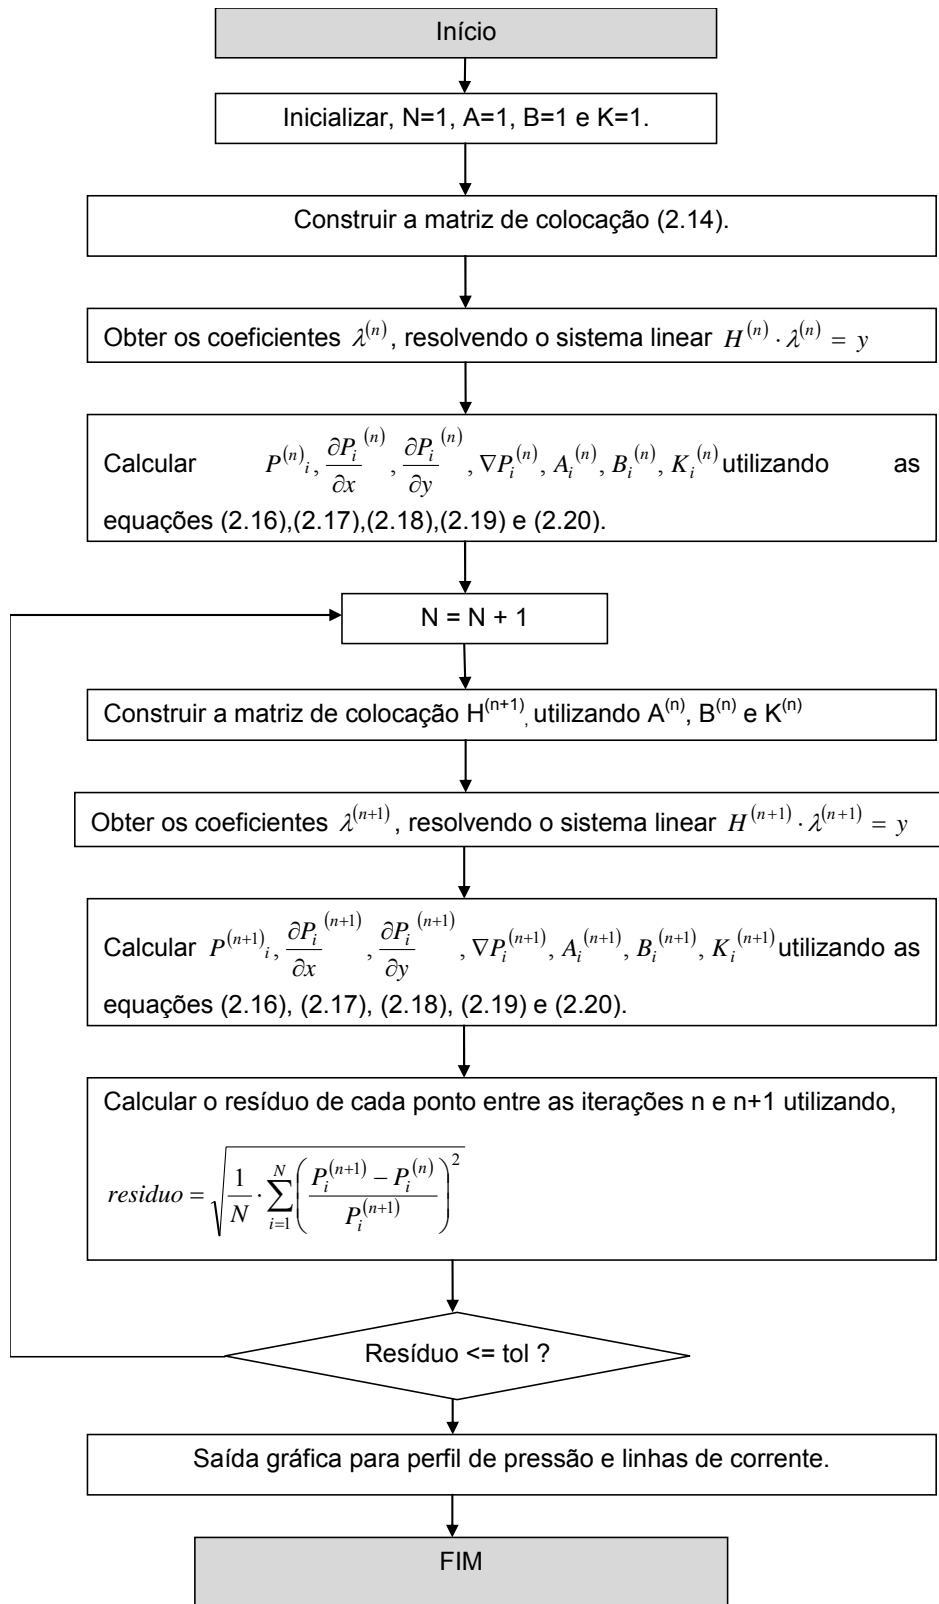 Início
Inicializar, N=1, A=1, B=1 e K=1.
Construir a matriz de colocação (2.14).
Obter os coeficientes λ^(n), resolvendo o sistema linear H^(n) · λ^(n) = y
Calcular P^(n)_i, ∂P_i/∂x^(n), ∂P_i/∂y^(n), ∇P_i^(n), A_i^(n), B_i^(n), K_i^(n) utilizando as
equações (2.16),(2.17),(2.18),(2.19) e (2.20).
N = N + 1
Construir a matriz de colocação H^(n+1), utilizando A^(n), B^(n) e K^(n)
Obter os coeficientes λ^(n+1), resolvendo o sistema linear H^(n+1) · λ^(n+1) = y
Calcular P^(n+1)_i, ∂P_i/∂x^(n+1), ∂P_i/∂y^(n+1), ∇P_i^(n+1), A_i^(n+1), B_i^(n+1), K_i^(n+1) utilizando as
equações (2.16), (2.17), (2.18), (2.19) e (2.20).
Calcular o resíduo de cada ponto entre as iterações n e n+1 utilizando,
residuo = √(1/N · ∑_{i=1}^{N} ((P_i^(n+1) − P_i^(n))/P_i^(n+1))^2)
Resíduo <= tol ?
Saída gráfica para perfil de pressão e linhas de corrente.
FIM